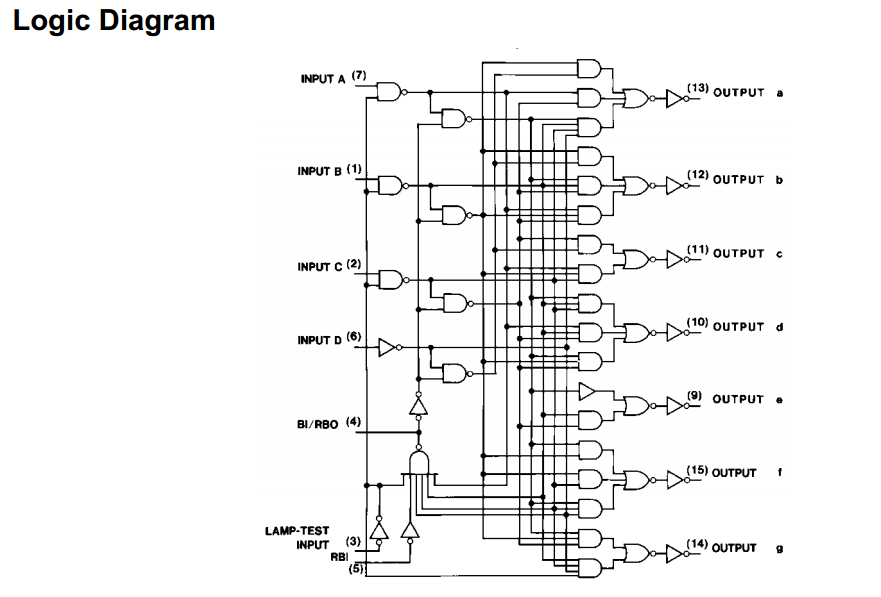 Logic Diagram
INPUT A (7)
(13) OUTPUT a
INPUT B (1)
(12) OUTPUT b
(11) OUTPUT c
INPUT C (2)
(10) OUTPUT d
INPUT D (6)
(9) OUTPUT e
BI/RBO (4)
(15) OUTPUT f
LAMP-TEST
INPUT (3)
(14) OUTPUT g
RBI
(5)